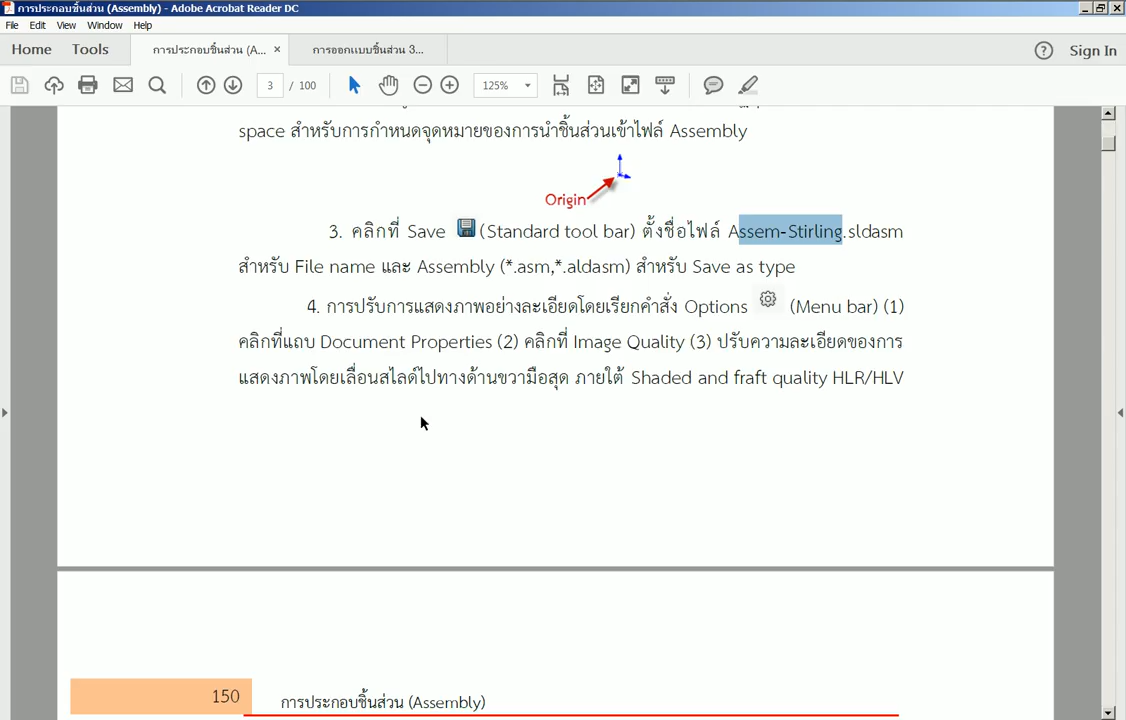 การประกอบชิ้นส่วน (Assembly) - Adobe Acrobat Reader DC
File Edit View Window Help
Home Tools การประกอบชิ้นส่วน (A... × การออกแบบชิ้นส่วน 3... Sign In
3 / 100 125%
space สำหรับการกำหนดจุดหมายของการนำชิ้นส่วนเข้าไฟล์ Assembly
Origin
3. คลิกที่ Save (Standard tool bar) ตั้งชื่อไฟล์ Assem-Stirling.sldasm
สำหรับ File name และ Assembly (*.asm,*.aldasm) สำหรับ Save as type
4. การปรับการแสดงภาพอย่างละเอียดโดยเรียกคำสั่ง Options (Menu bar) (1)
คลิกที่แถบ Document Properties (2) คลิกที่ Image Quality (3) ปรับความละเอียดของการ
แสดงภาพโดยเลื่อนสไลด์ไปทางด้านขวามือสุด ภายใต้ Shaded and fraft quality HLR/HLV
150 การประกอบชิ้นส่วน (Assembly)